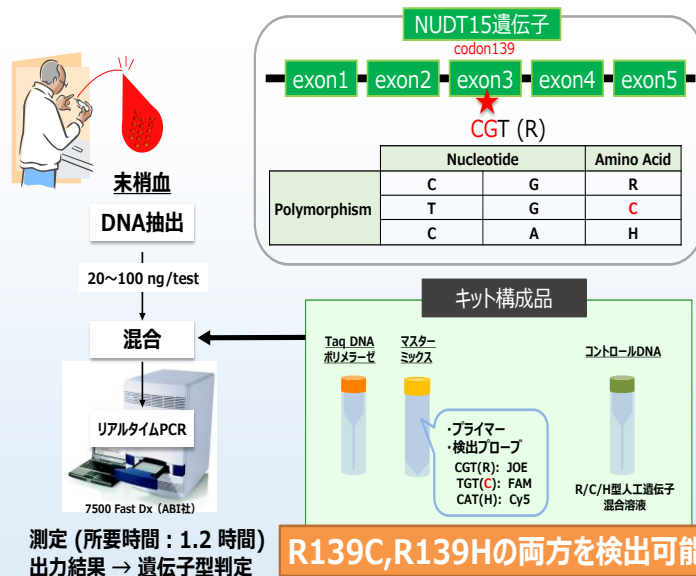 NUDT15遺伝子
codon139
exon1 exon2 exon3 exon4 exon5
CGT (R)
Nucleotide Amino Acid
Polymorphism
C G R
T G C
C A H
末梢血
DNA抽出
20～100 ng/test
混合
リアルタイムPCR
7500 Fast Dx（ABI社）
測定 (所要時間：1.2 時間)
出力結果 → 遺伝子型判定
キット構成品
Taq DNA
ポリメラーゼ
マスター
ミックス
コントロールDNA
・プライマー
・検出プローブ
CGT(R): JOE
TGT(C): FAM
CAT(H): Cy5
R/C/H型人工遺伝子
混合溶液
R139C,R139Hの両方を検出可能